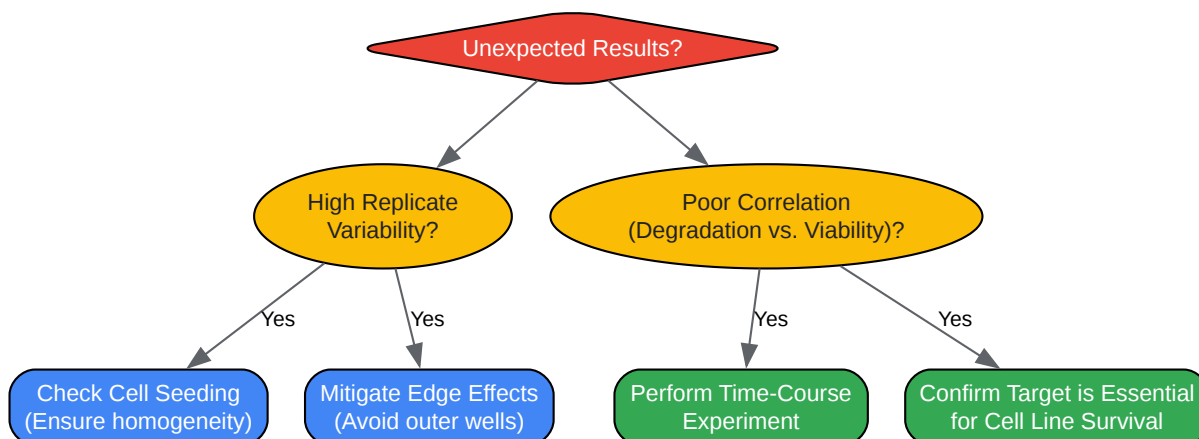 Unexpected Results?
High Replicate
Variability?
Poor Correlation
(Degradation vs. Viability)?
Yes
Yes
Yes
Yes
Check Cell Seeding
(Ensure homogeneity)
Mitigate Edge Effects
(Avoid outer wells)
Perform Time-Course
Experiment
Confirm Target is Essential
for Cell Line Survival